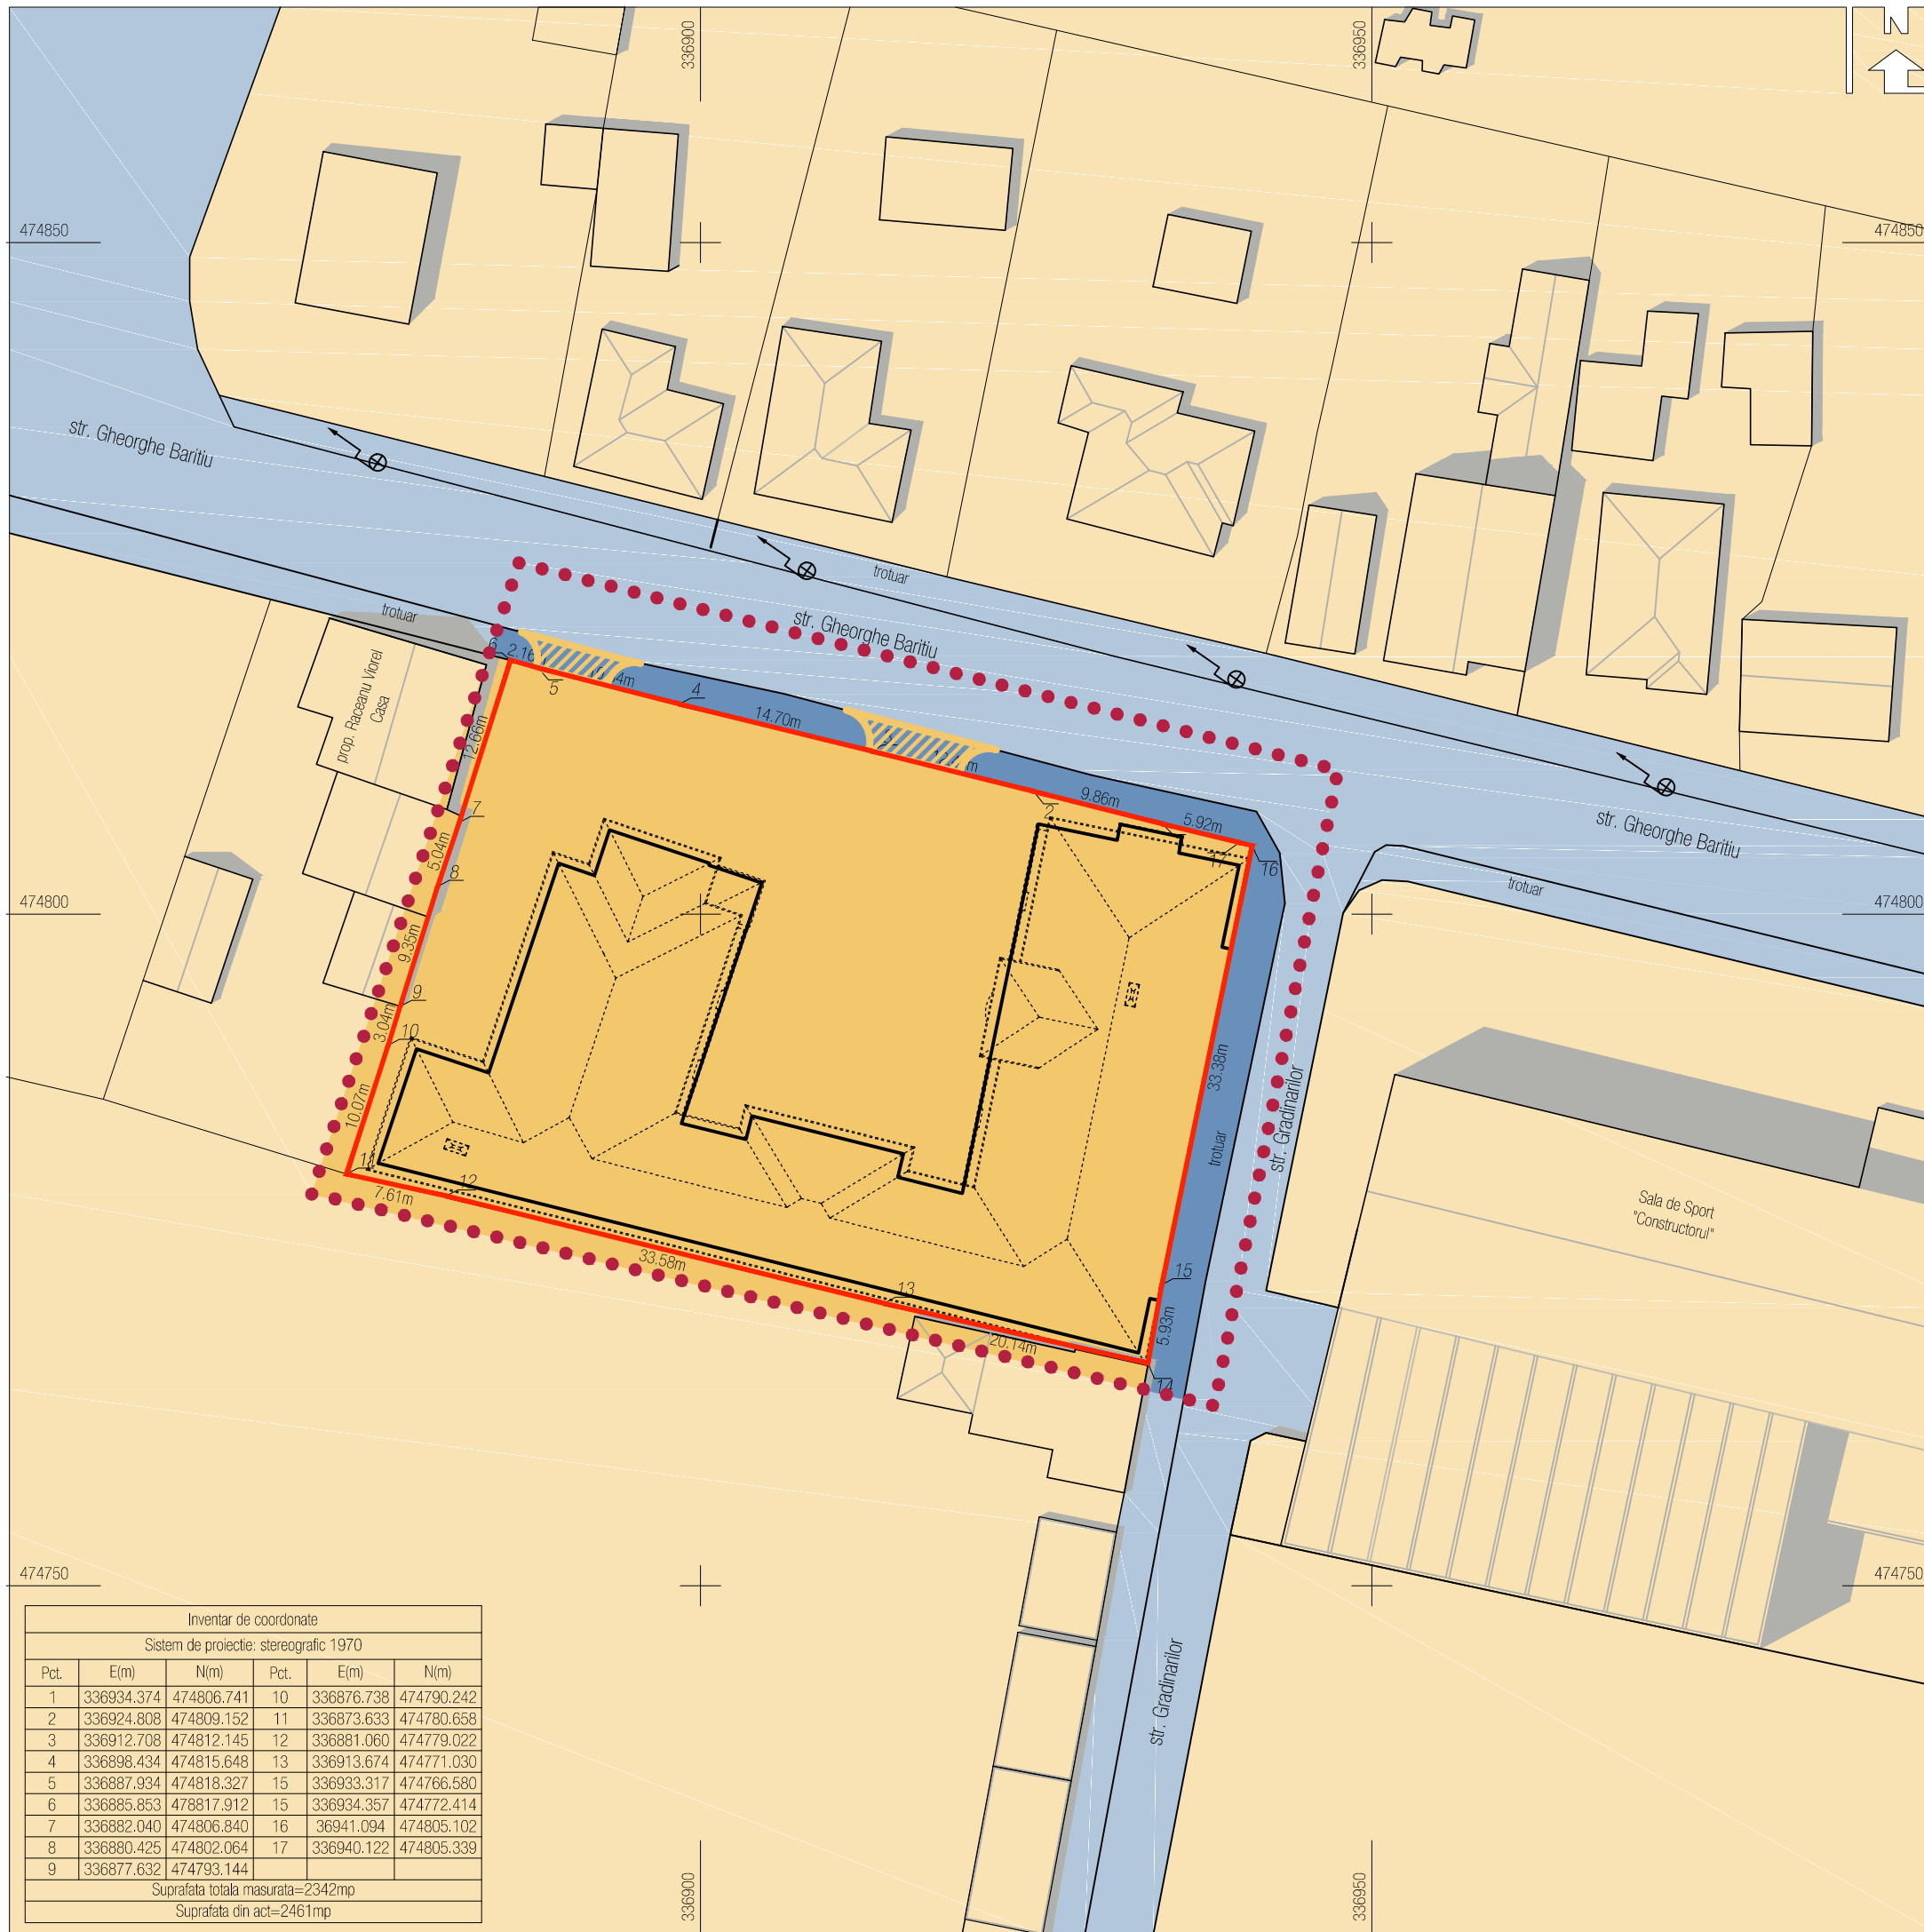 336900
336950
N
474850
474850
str. Gheorghe Baritiu
trotuar
trotuar
str. Gheorghe Baritiu
6
2.16
5
4
14.70m
prop. Raceanu Viorel
Casa
12.66m
9.86m
2
5.92m
17
16
str. Gheorghe Baritiu
trotuar
7
5.04m
8
474800
474800
9.35m
9
3.04m
10
10.07m
11
7.61m
12
33.58m
13
20.14m
33.38m
trotuar
str. Gradinarilor
15
5.93m
14
Sala de Sport
"Constructorul"
474750
474750
str. Gradinarilor
336900
336950
Inventar de coordonate
Sistem de proiectie: stereografic 1970
Pct. E(m) N(m) Pct. E(m) N(m)
1 336934.374 474806.741 10 336876.738 474790.242
2 336924.808 474809.152 11 336873.633 474780.658
3 336912.708 474812.145 12 336881.060 474779.022
4 336898.434 474815.648 13 336913.674 474771.030
5 336887.934 474818.327 15 336933.317 474766.580
6 336885.853 478817.912 15 336934.357 474772.414
7 336882.040 474806.840 16 36941.094 474805.102
8 336880.425 474802.064 17 336940.122 474805.339
9 336877.632 474793.144
Suprafata totala masurata=2342mp
Suprafata din act=2461mp